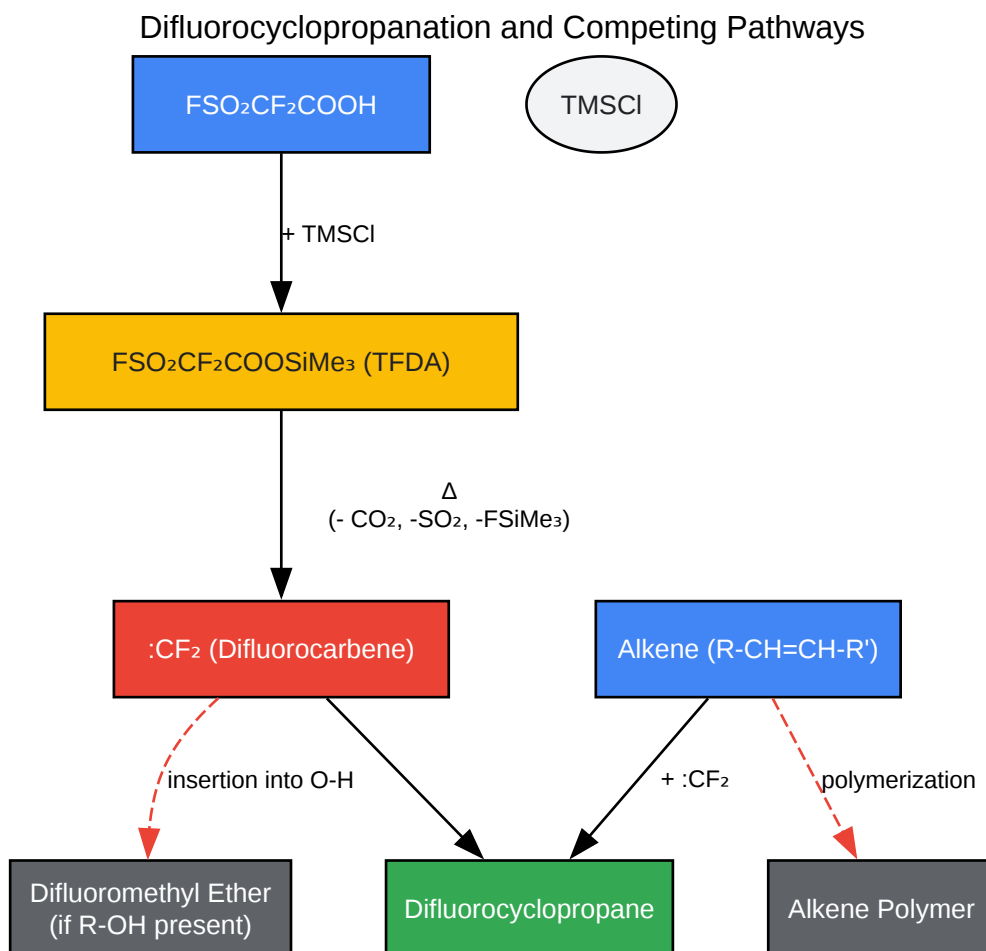 Difluorocyclopropanation and Competing Pathways
FSO₂CF₂COOH
TMSCl
+ TMSCl
FSO₂CF₂COOSiMe₃ (TFDA)
Δ
(- CO₂, -SO₂, -FSiMe₃)
:CF₂ (Difluorocarbene)
Alkene (R-CH=CH-R')
insertion into O-H
+ :CF₂
polymerization
Difluoromethyl Ether
(if R-OH present)
Difluorocyclopropane
Alkene Polymer